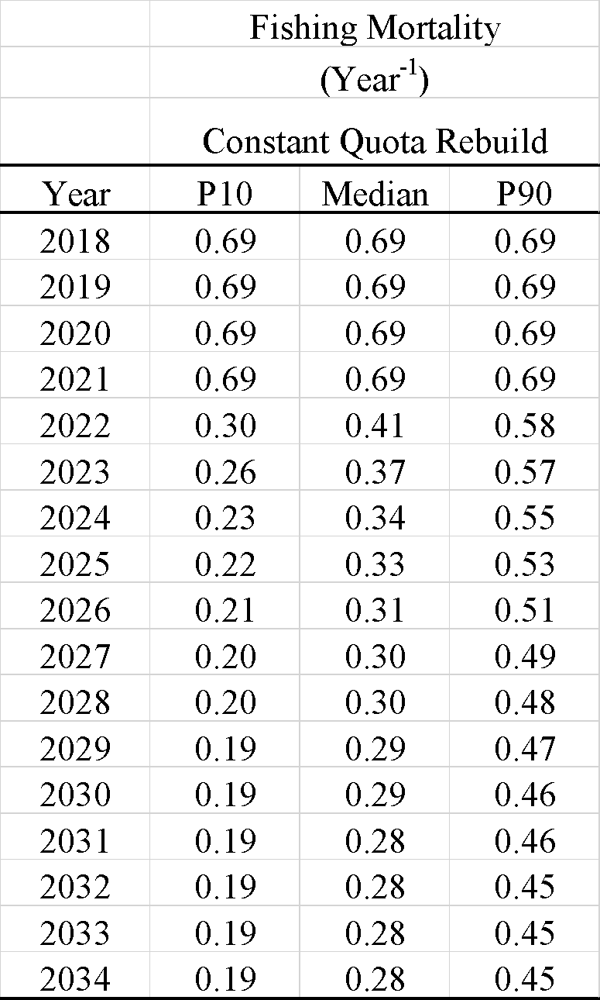 Fishing Mortality
(Year-1)
Constant Quota Rebuild
Year P10 Median P90
2018 0.69 0.69 0.69
2019 0.69 0.69 0.69
2020 0.69 0.69 0.69
2021 0.69 0.69 0.69
2022 0.30 0.41 0.58
2023 0.26 0.37 0.57
2024 0.23 0.34 0.55
2025 0.22 0.33 0.53
2026 0.21 0.31 0.51
2027 0.20 0.30 0.49
2028 0.20 0.30 0.48
2029 0.19 0.29 0.47
2030 0.19 0.29 0.46
2031 0.19 0.28 0.46
2032 0.19 0.28 0.45
2033 0.19 0.28 0.45
2034 0.19 0.28 0.45